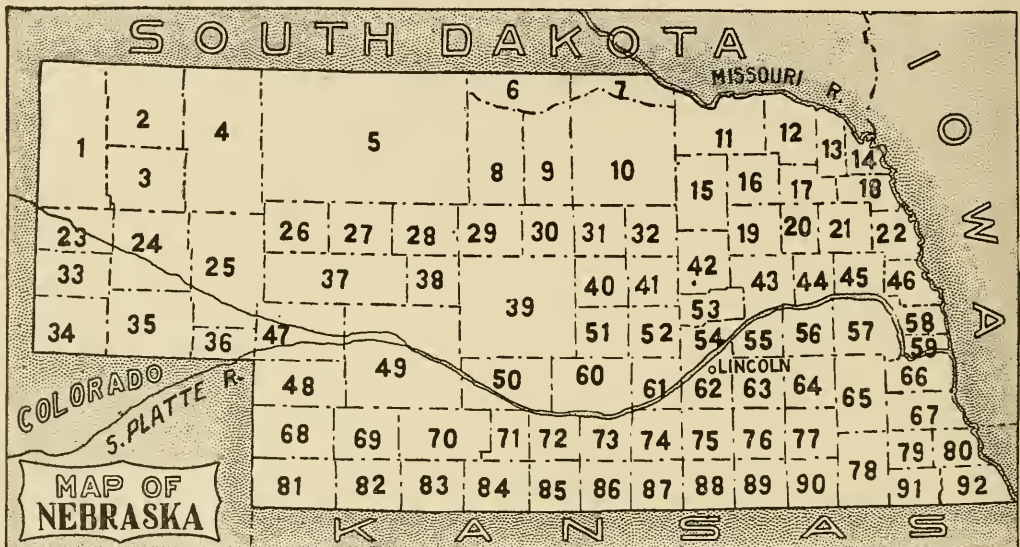 SOUTH DAKOTA
MISSOURI R.
IOWA
6 7
2 4 5 11 12
1 13 14
3 8 9 10 15 16 17 18
23 24 26 27 28 29 30 31 32 19 20 21 22
33 25 37 38 39 40 41 42 43 44 45 46
34 35 36 47 51 52 53 54 55 56 57 58
59
LINCOLN
COLORADO
S. PLATTE R.
48 49 50 60 61 62 63 64 65 66
67
68 69 70 71 72 73 74 75 76 77
78 79 80
81 82 83 84 85 86 87 88 89 90 91 92
MAP OF
NEBRASKA
KANSAS